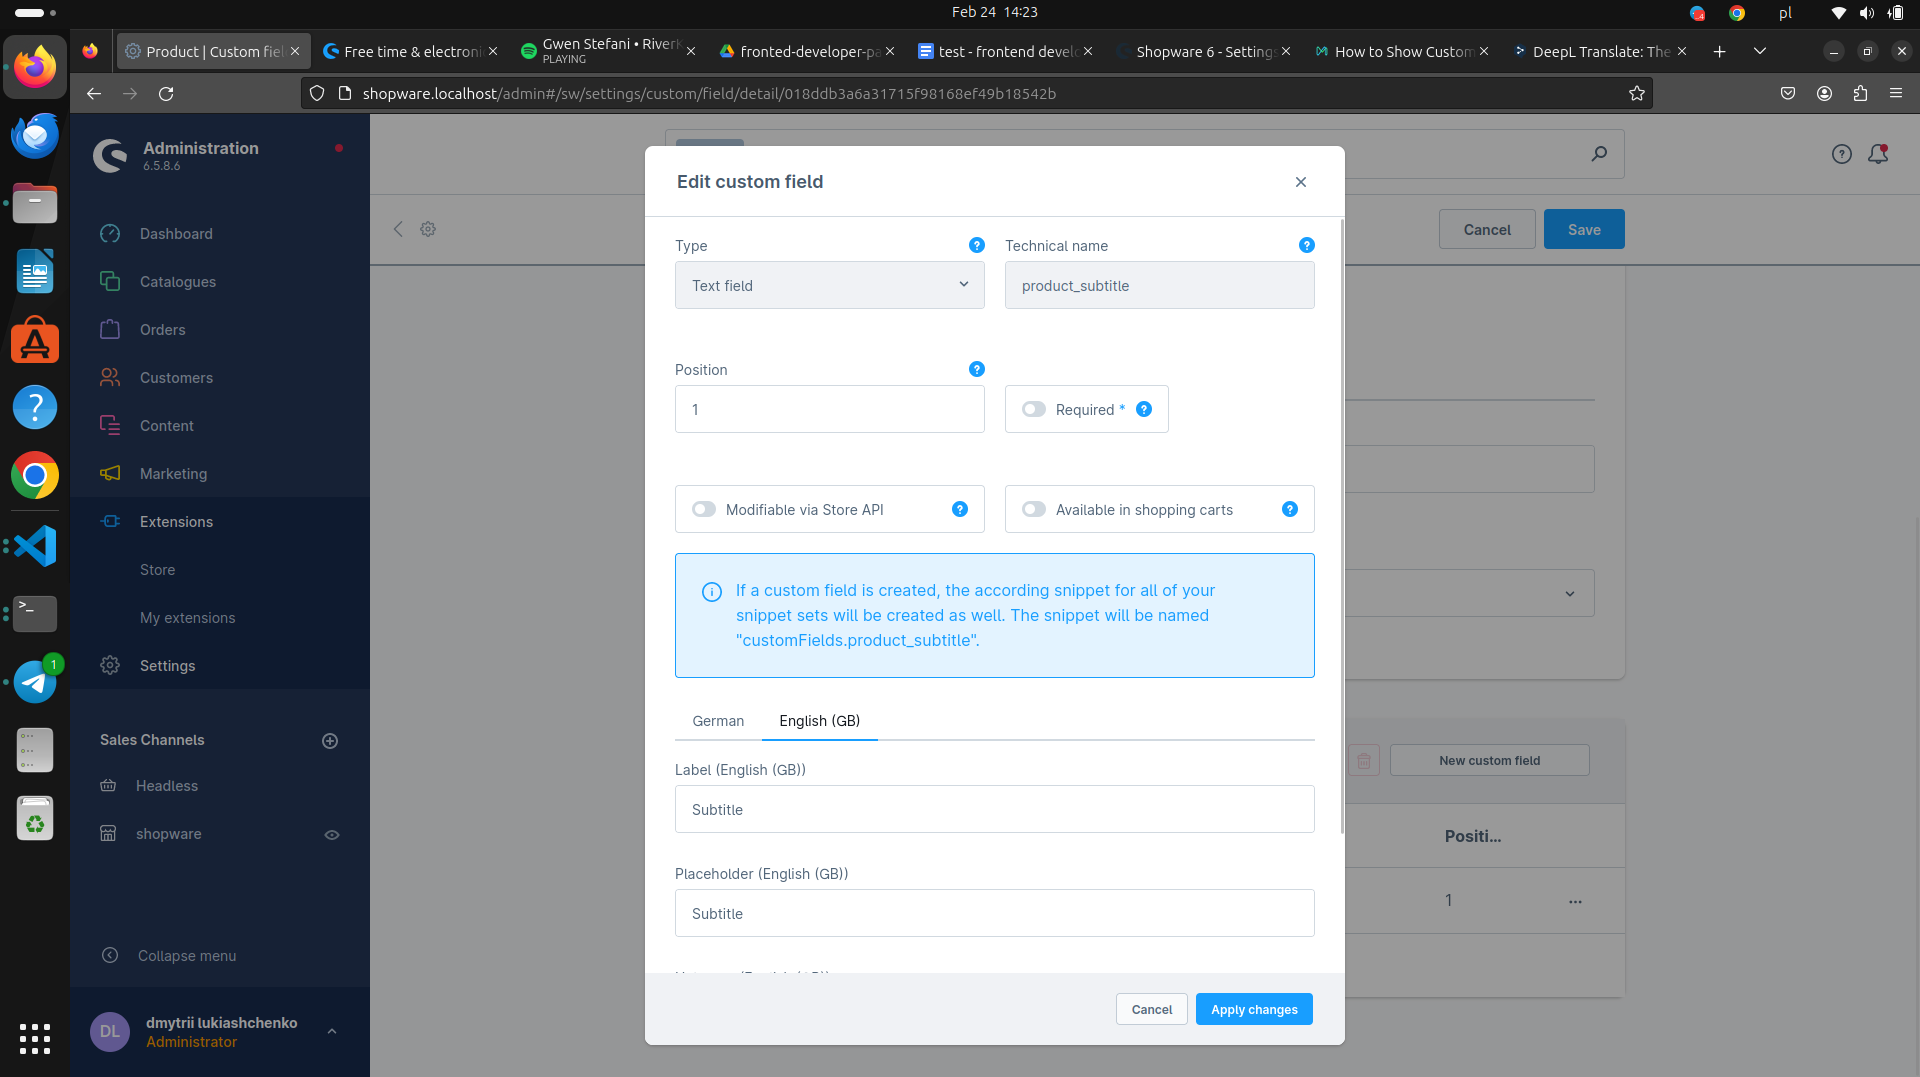 Feb 24 14:23
pl
Product | Custom fiel
Free time & electroni
Gwen Stefani • River
PLAYING
fronted-developer-pa
test - frontend devel
Shopware 6 - Settings
How to Show Custom
DeepL Translate: The
shopware.localhost/admin#/sw/settings/custom/field/detail/018ddb3a6a31715f98168ef49b18542b
Administration
6.5.8.6
Dashboard
Catalogues
Orders
Customers
Content
Marketing
Extensions
Store
My extensions
Settings
Sales Channels
Headless
shopware
Collapse menu
DL
dmytrii lukiashchenko
Administrator
1
Cancel
Save
Edit custom field
Type
Technical name
Text field
product_subtitle
Position
1
Required *
Modifiable via Store API
Available in shopping carts
If a custom field is created, the according snippet for all of your
snippet sets will be created as well. The snippet will be named
"customFields.product_subtitle".
German
English (GB)
Label (English (GB))
Subtitle
Placeholder (English (GB))
Subtitle
Cancel
Apply changes
New custom field
Positi...
1